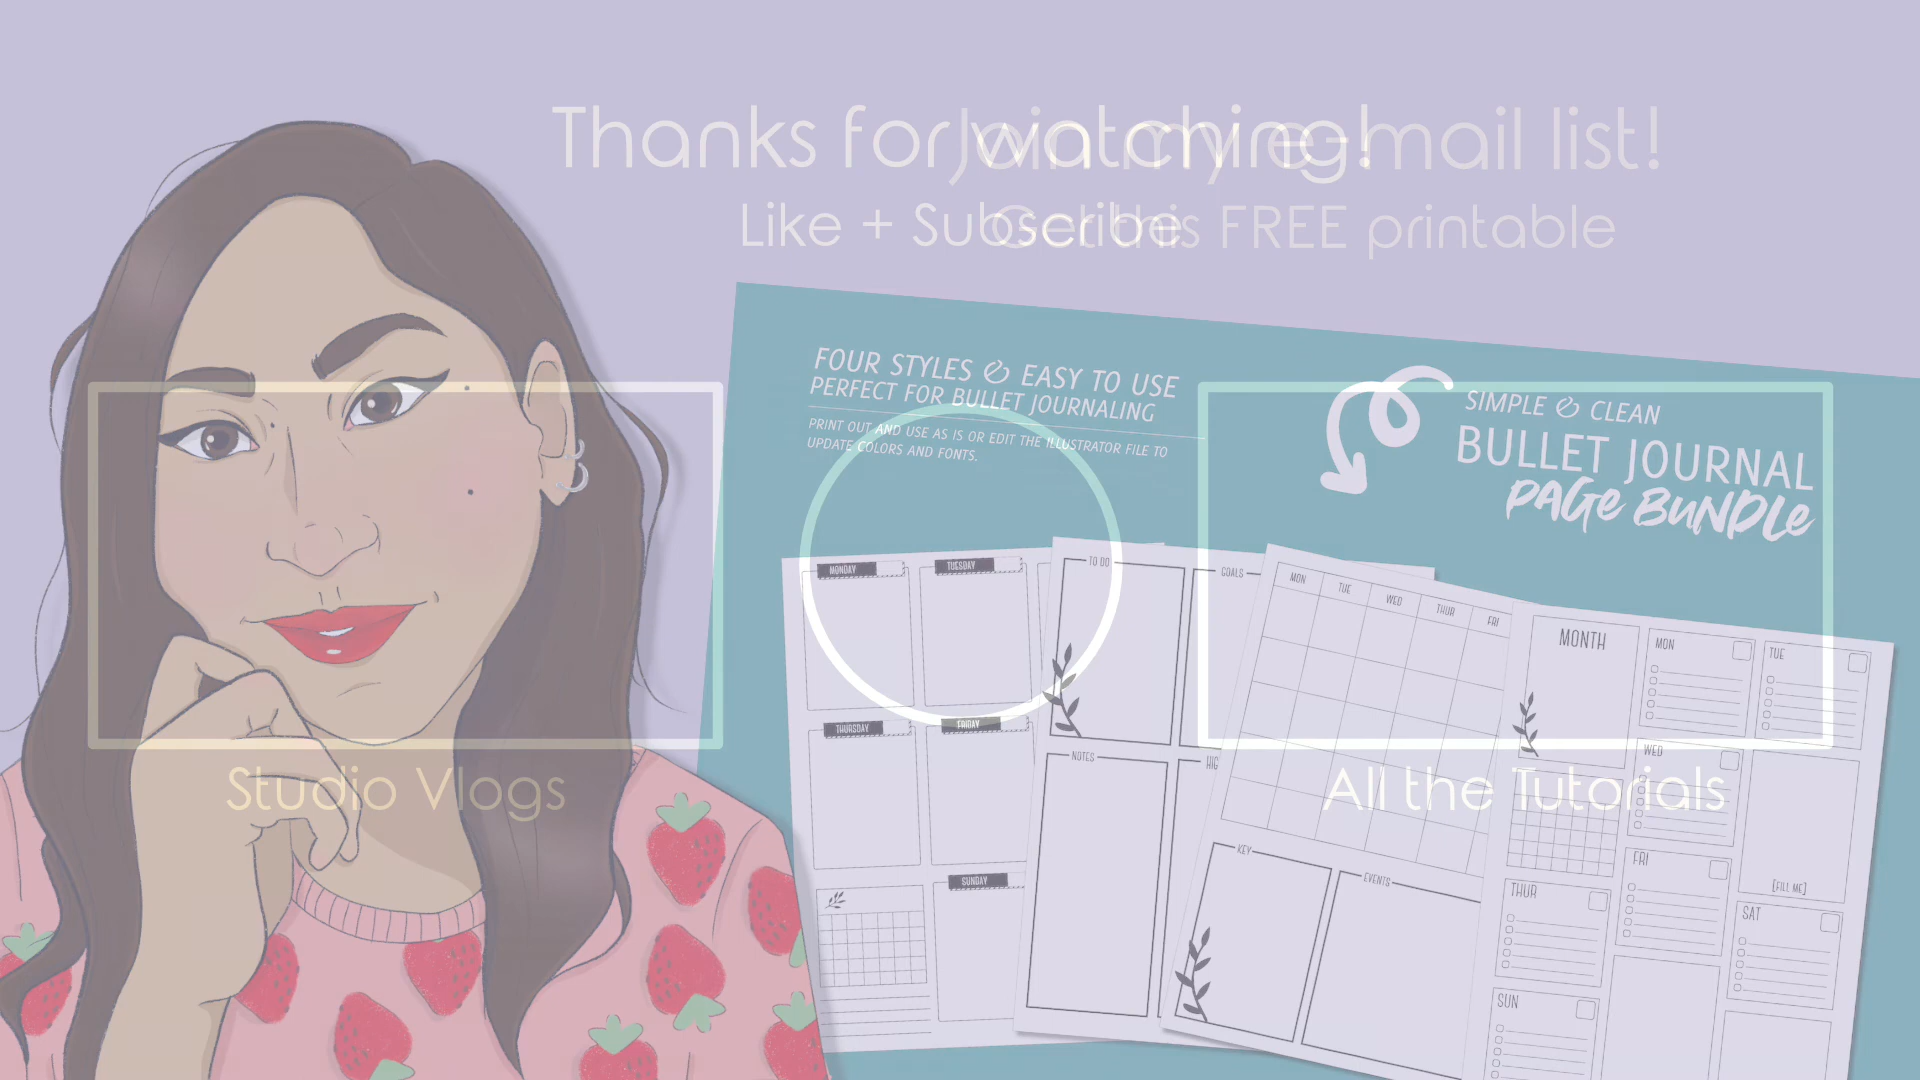 Thanks for watching!
Join my e-mail list!
Like + Subscribe
Get this FREE printable
FOUR STYLES & EASY TO USE
PERFECT FOR BULLET JOURNALING
PRINT OUT AND USE AS IS OR EDIT THE ILLUSTRATOR FILE TO
UPDATE COLORS AND FONTS.
SIMPLE & CLEAN
BULLET JOURNAL
PAGE BUNDLE
Studio Vlogs
All the Tutorials
MONDAY
TUESDAY
THURSDAY
FRIDAY
SUNDAY
TO DO
GOALS
NOTES
HIG
MON
TUE
WED
THUR
FRI
KEY
EVENTS
MONTH
MON
TUE
WED
THUR
FRI
[FILL ME]
SAT
SUN